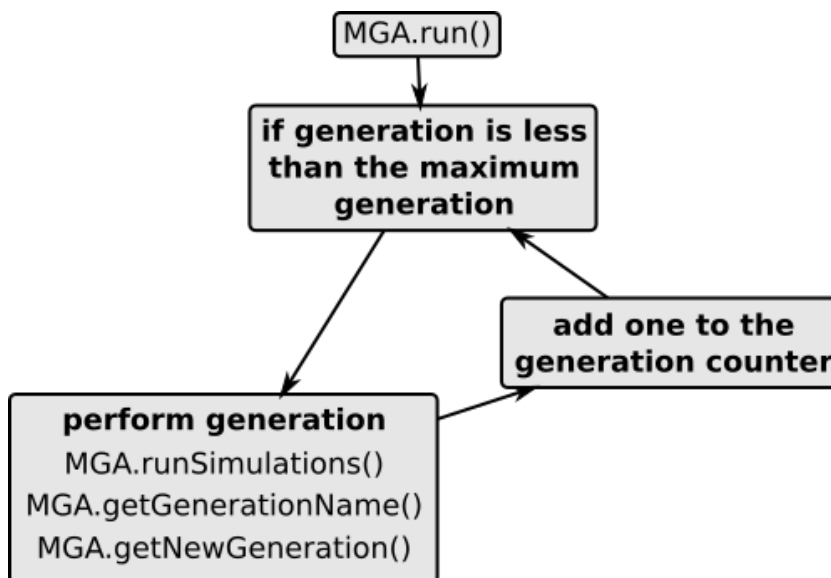 MGA.run()
if generation is less
than the maximum
generation
add one to the
generation counter
perform generation
MGA.runSimulations()
MGA.getGenerationName()
MGA.getNewGeneration()